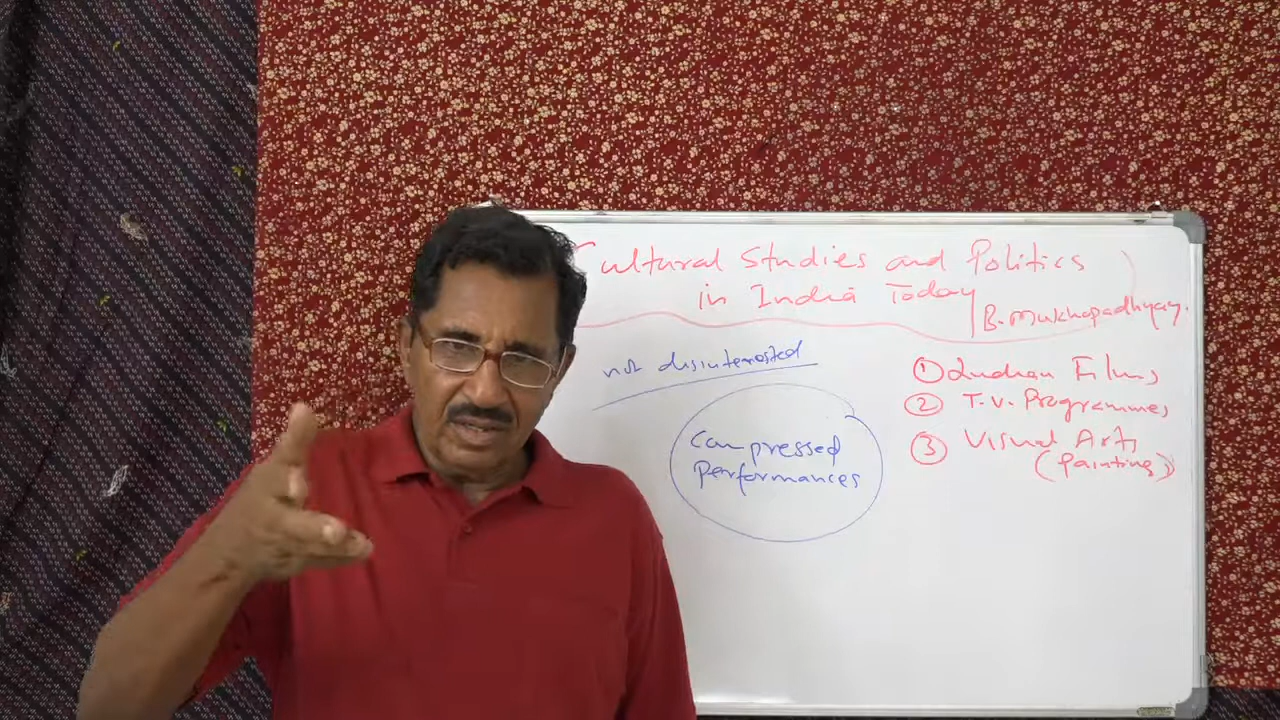 Cultural Studies and Politics
in India Today
B. Mukhopadhyay.
not disinterested
Compressed
Performances
① Indian Films
② T.V. Programmes
③ Visual Arts
(Painting)